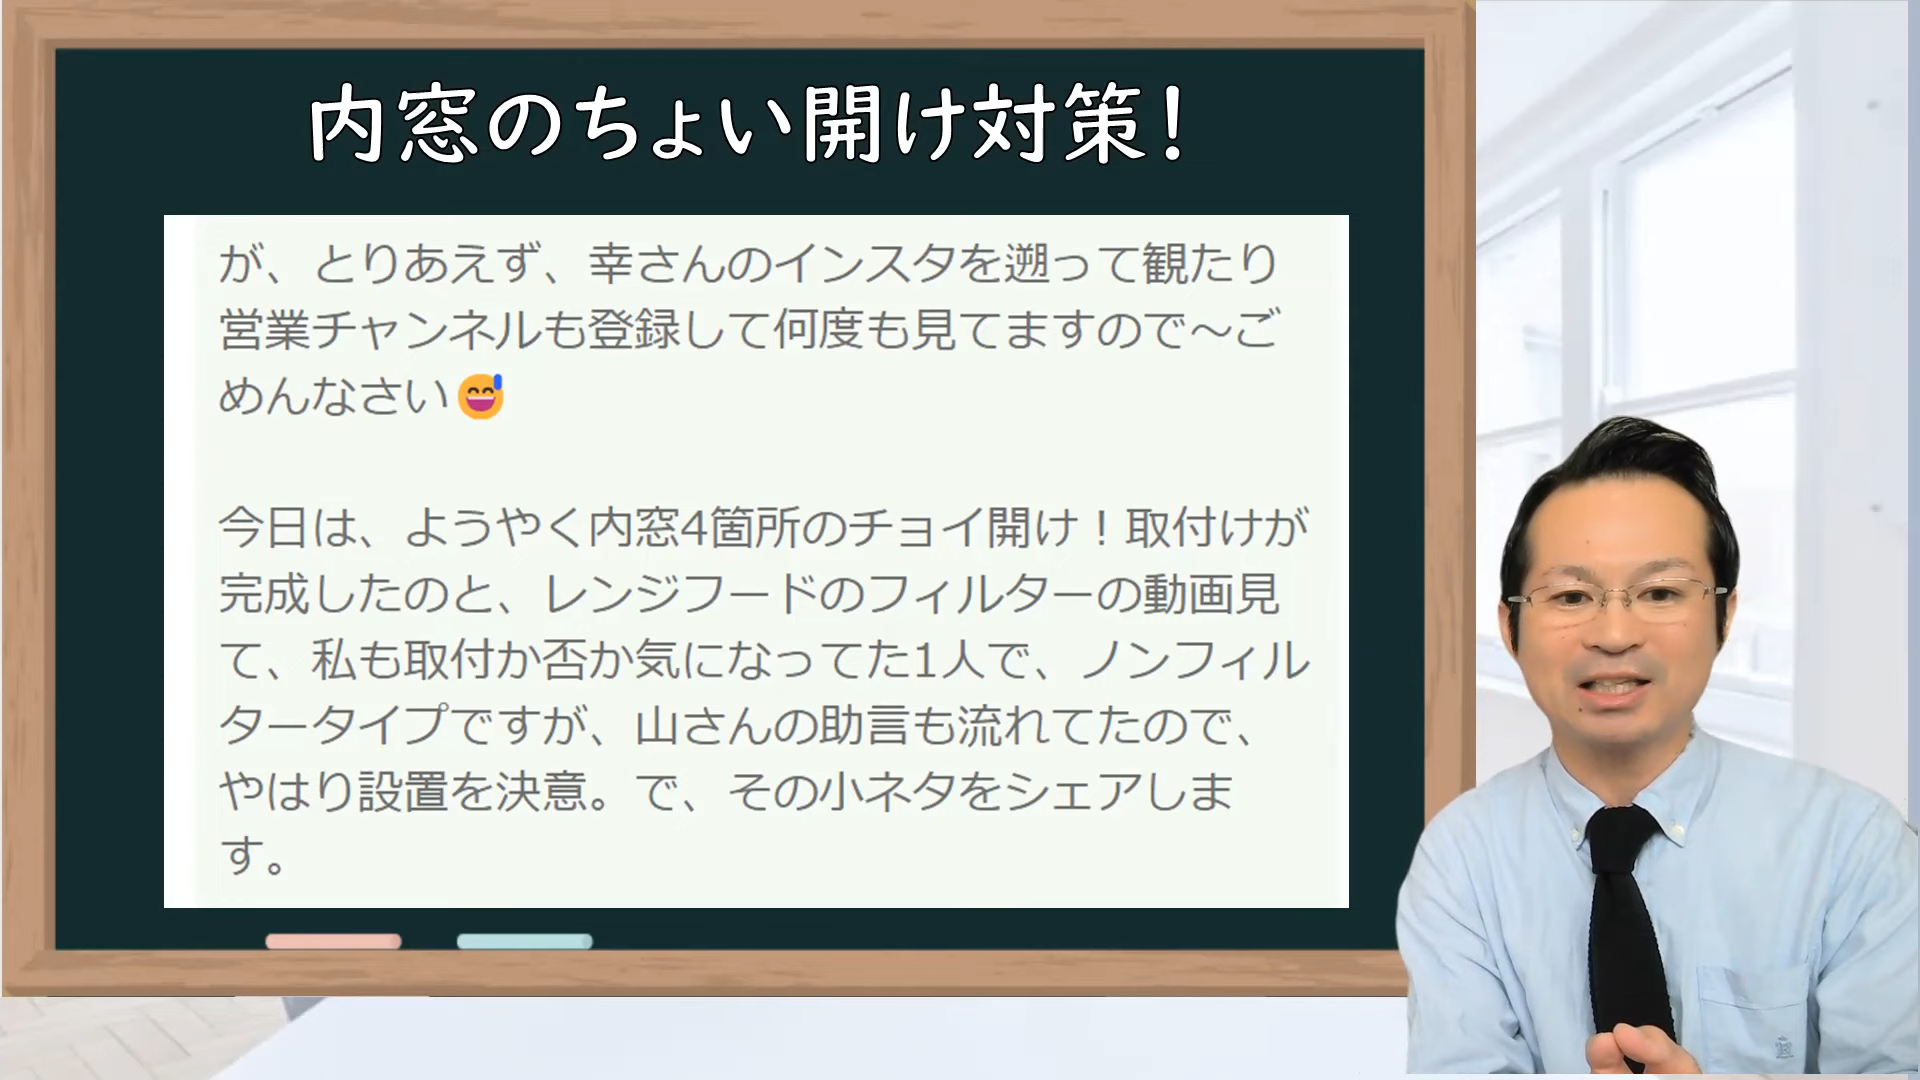 内窓のちょい開け対策！
が、とりあえず、幸さんのインスタを遡って観たり
営業チャンネルも登録して何度も見てますので～ご
めんなさい😅
今日は、ようやく内窓4箇所のチョイ開け！取付けが
完成したのと、レンジフードのフィルターの動画見
て、私も取付か否か気になってた1人で、ノンフィル
タータイプですが、山さんの助言も流れてたので、
やはり設置を決意。で、その小ネタをシェアしま
す。